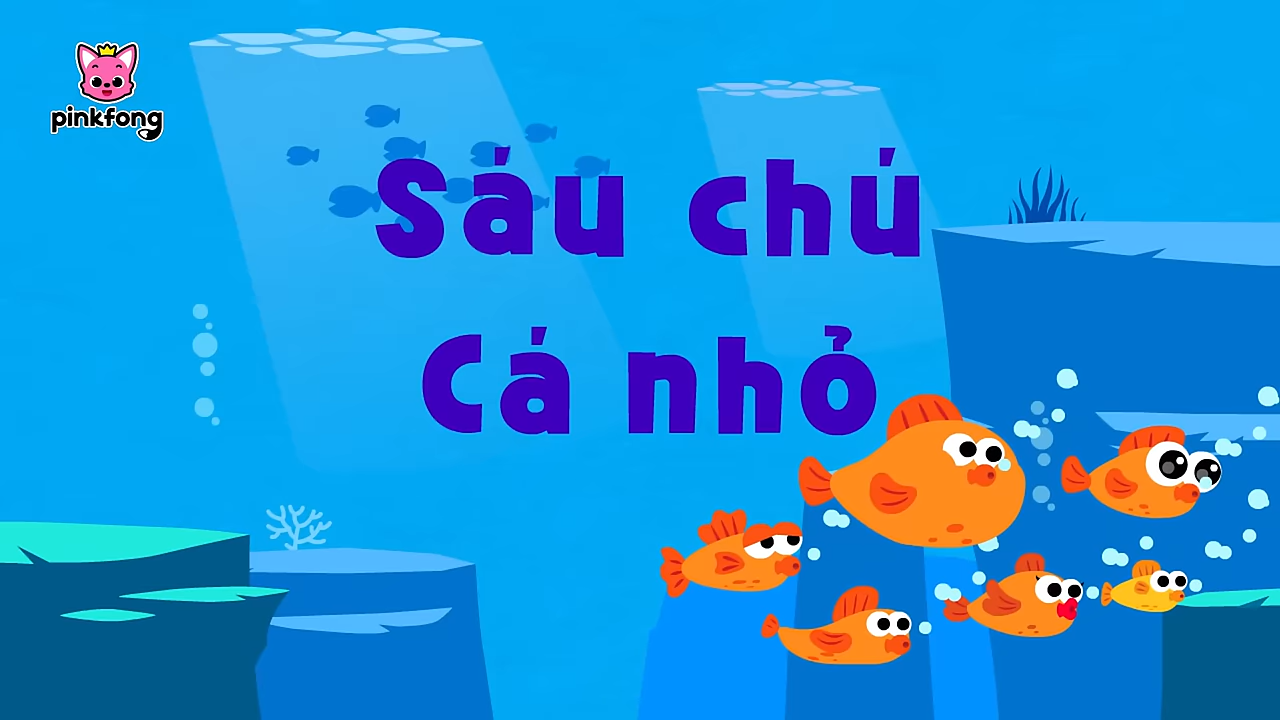 pinkfong
Sáu chú
Cá nhỏ